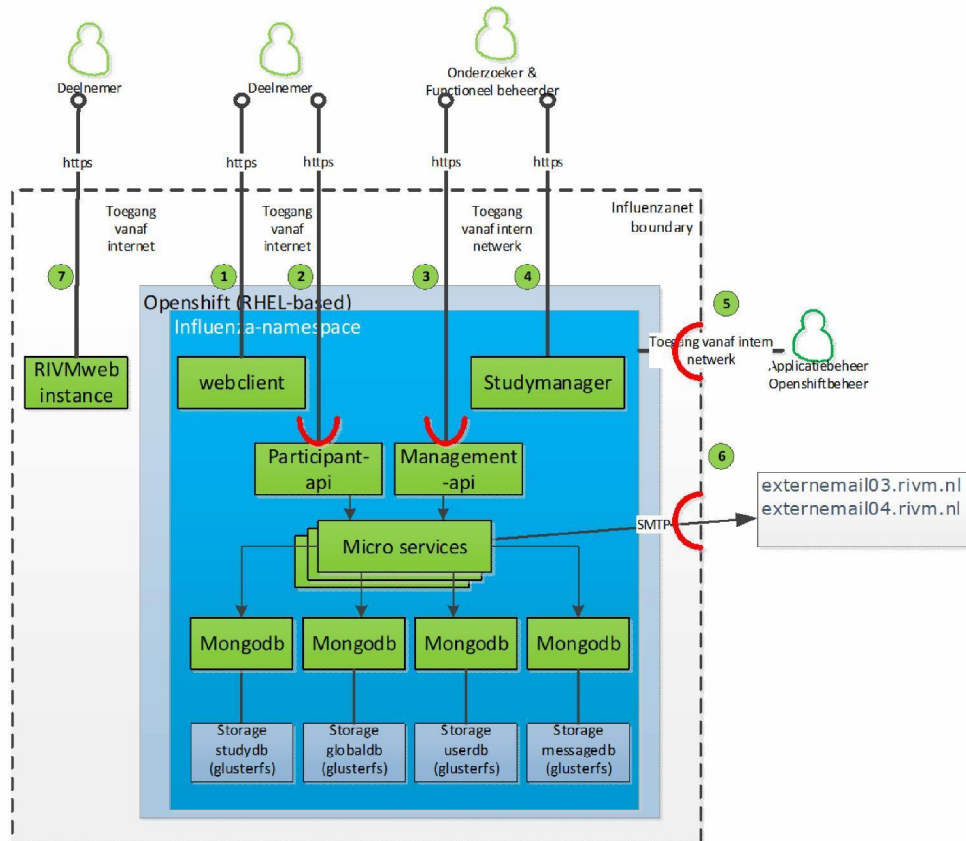 Deelnemer
Deelnemer
Onderzoeker &
Functioneel beheerder
https
https
https
https
https
Toegang
vanaf
internet
Toegang
vanaf
internet
Toegang
vanaf intern
netwerk
Influenzanet
boundary
7
1
2
3
4
5
Openshift (RHEL-based)
Influenza-namespace
Toegang vanaf intern
netwerk
Applicatiebeheer
Openshiftbeheer
RIVMweb
instance
webclient
Studymanager
Participant-
api
Management
-api
6
externemail03.rivm.nl
externemail04.rivm.nl
SMTP
Micro services
Mongodb
Mongodb
Mongodb
Mongodb
Storage
studydb
(glusterfs)
Storage
globaldb
(glusterfs)
Storage
userdb
(glusterfs)
Storage
messagedb
(glusterfs)